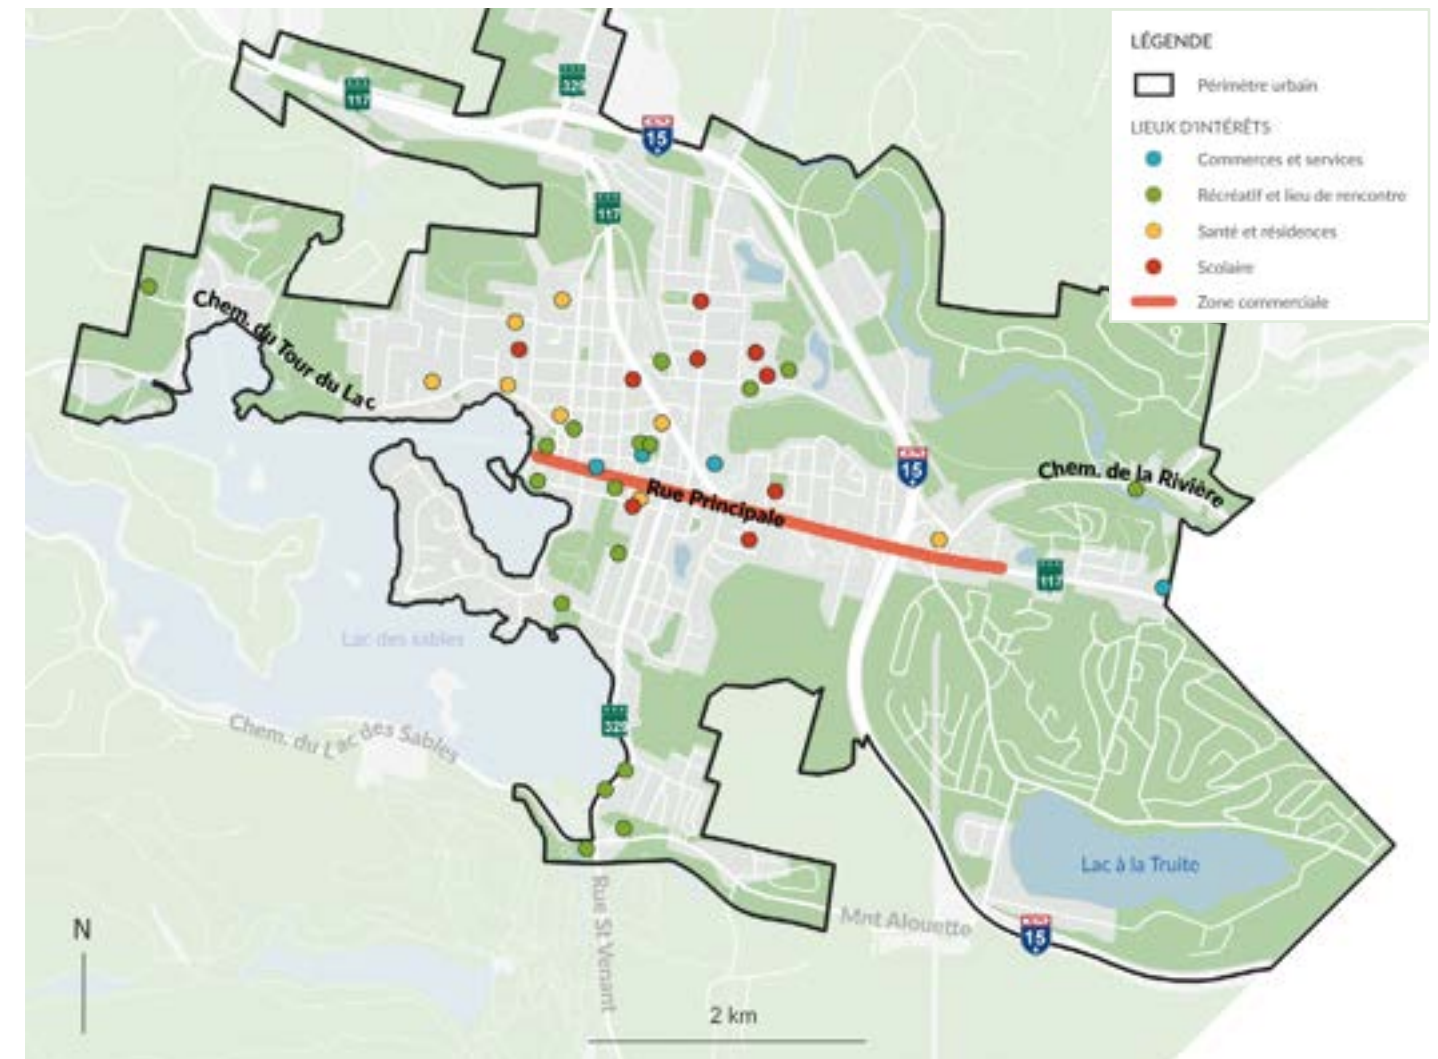 LÉGENDE
Périmètre urbain
LIEUX D'INTÉRÊTS
Commerces et services
Récréatif et lieu de rencontre
Santé et résidences
Scolaire
Zone commerciale
329
117
15
117
Chem. du Tour du Lac
15
Chem. de la Rivière
Rue Principale
117
Lac des sables
329
Chem. du Lac des Sables
Lac à la Truite
Rue St Venant
Mnt Alouette
15
N
2 km